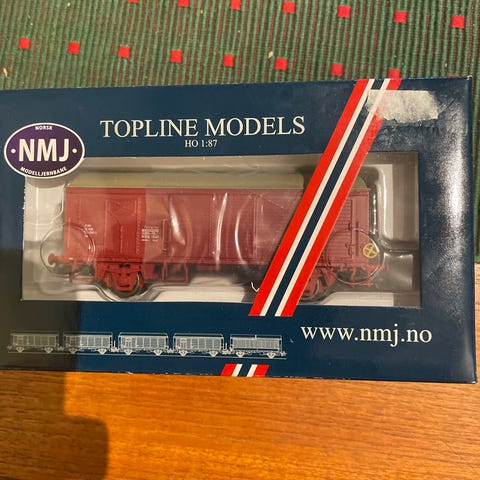 NORSK
NMJ
MODELLJERNBANE
TOPLINE MODELS
HO 1:87
www.nmj.no